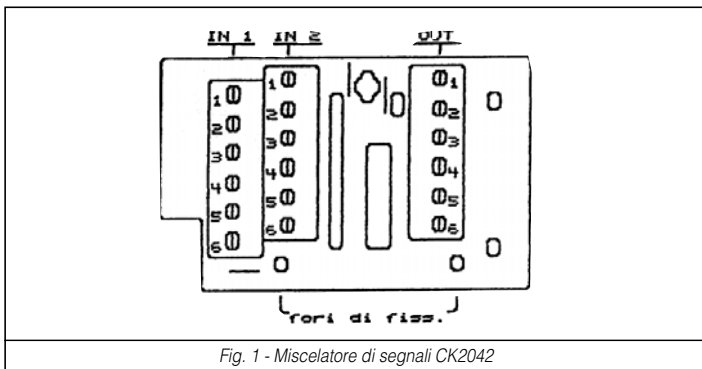 IN 1 IN 2 OUT
1 1 1
2 2 2
3 3 3
4 4 4
5 5 5
6 6 6
fori di fiss.
Fig. 1 - Miscelatore di segnali CK2042